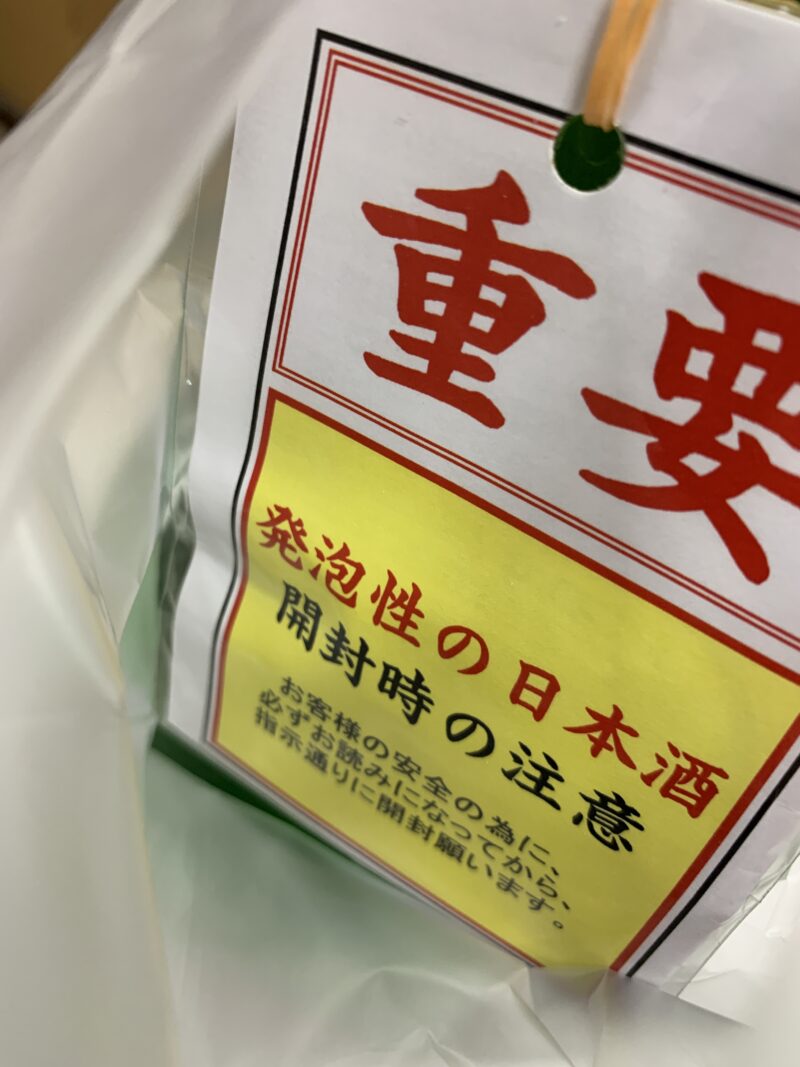 重要
発泡性の日本酒
開封時の注意
お客様の安全の為に、
必ずお読みになってから、
指示通りに開封願います。